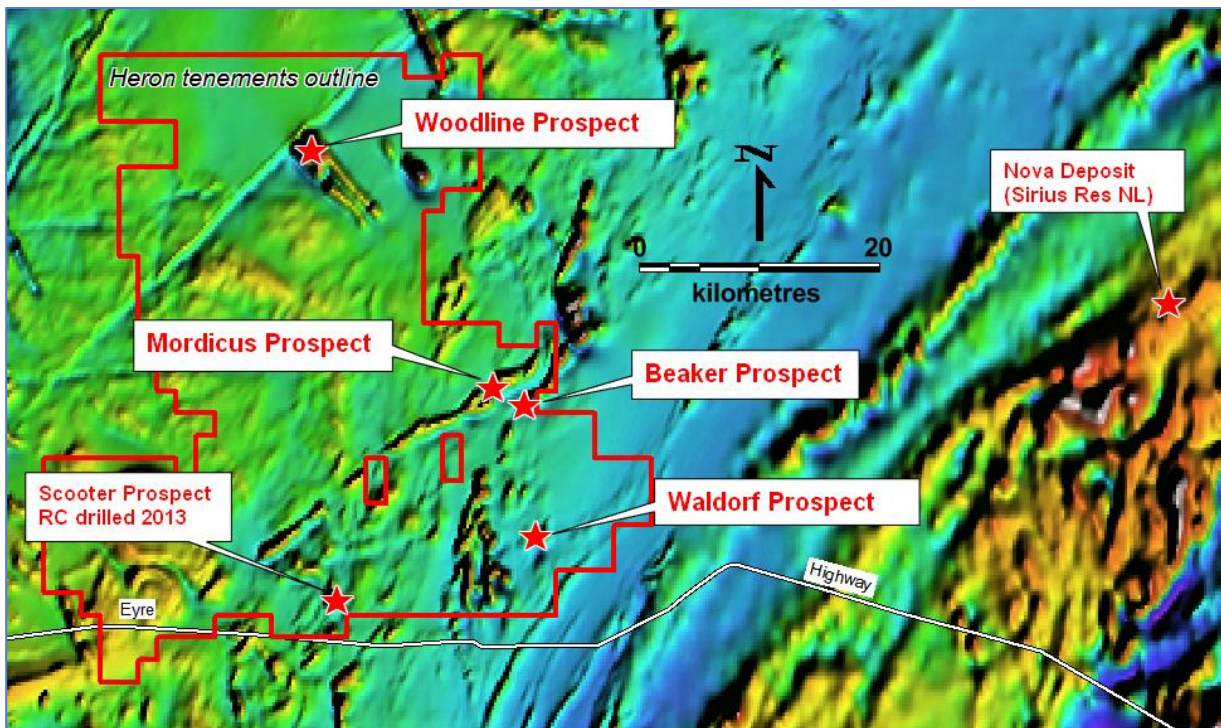 Heron tenements outline
Woodline Prospect
N
Nova Deposit
(Sirius Res NL)
0 20
kilometres
Mordicus Prospect
Beaker Prospect
Scooter Prospect
RC drilled 2013
Waldorf Prospect
Eyre
Highway